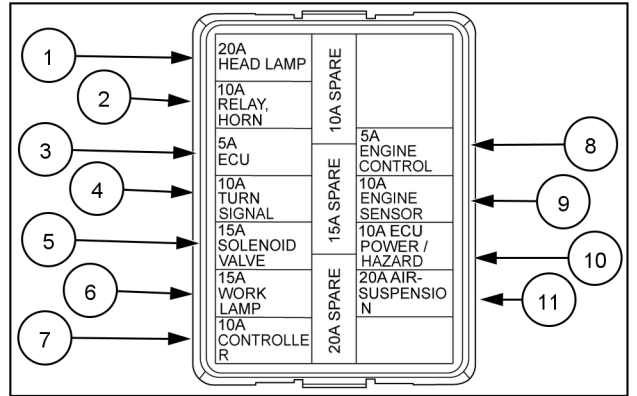 1
20A
HEAD LAMP
2
10A
RELAY,
HORN
3
5A
ECU
4
10A
TURN
SIGNAL
5
15A
SOLENOID
VALVE
6
15A
WORK
LAMP
7
10A
CONTROLLE
R
10A SPARE
15A SPARE
20A SPARE
5A
ENGINE
CONTROL
8
10A
ENGINE
SENSOR
9
10A ECU
POWER /
HAZARD
10
20A AIR-
SUSPENSIO
N
11